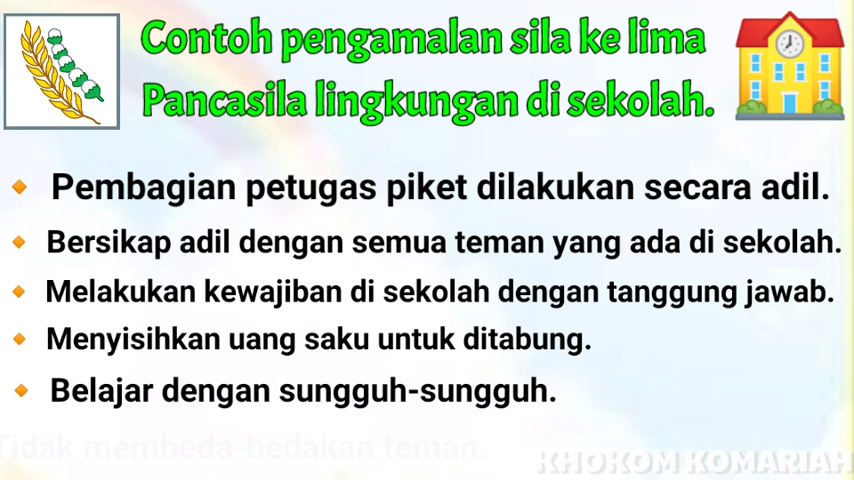 Contoh pengamalan sila ke lima
Pancasila lingkungan di sekolah.
Pembagian petugas piket dilakukan secara adil.
Bersikap adil dengan semua teman yang ada di sekolah.
Melakukan kewajiban di sekolah dengan tanggung jawab.
Menyisihkan uang saku untuk ditabung.
Belajar dengan sungguh-sungguh.
Tidak membeda-bedakan teman.
KHOKOM KOMARIAH